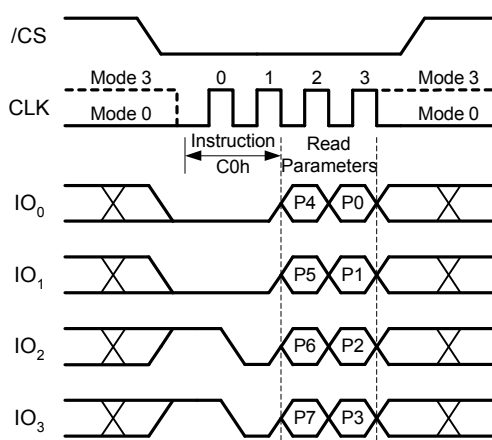 /CS
Mode 3 0 1 2 3 Mode 3
CLK Mode 0 Mode 0
Instruction Read
C0h Parameters
IO0 P4 P0
IO1 P5 P1
IO2 P6 P2
IO3 P7 P3